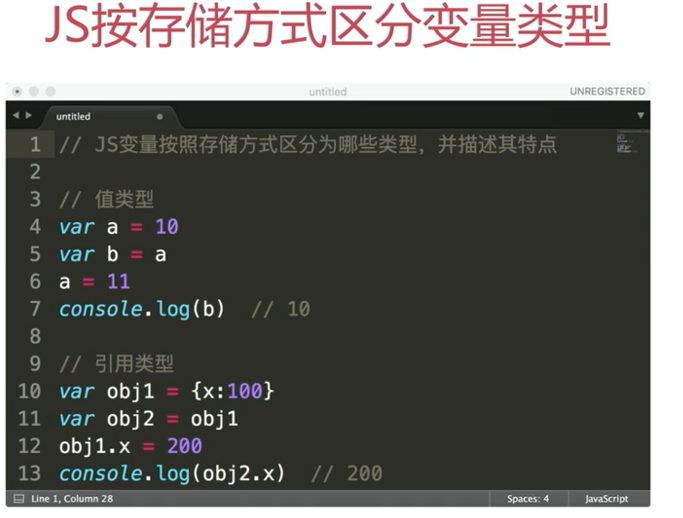 JS按存储方式区分变量类型
untitled
UNREGISTERED
untitled
1 // JS变量按照存储方式区分为哪些类型，并描述其特点
2
3 // 值类型
4 var a = 10
5 var b = a
6 a = 11
7 console.log(b)  // 10
8
9 // 引用类型
10 var obj1 = {x:100}
11 var obj2 = obj1
12 obj1.x = 200
13 console.log(obj2.x)  // 200
Line 1, Column 28
Spaces: 4
JavaScript